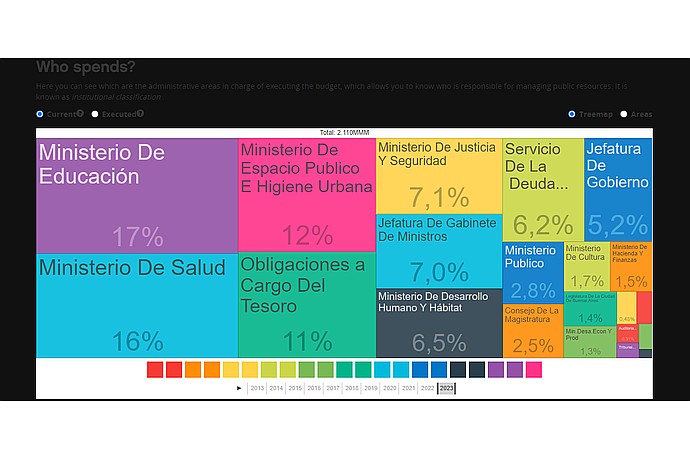 Who spends?
Here you can see which are the administrative areas in charge of executing the budget, which allows you to know who is responsible for managing public resources. It is
known as institutional classification .
Current
Executed
Treemap
Areas
Total: 2.110MMM
Ministerio De
Educación
17%
Ministerio De Salud
16%
Ministerio De
Espacio Publico
E Higiene Urbana
12%
Obligaciones a
Cargo Del
Tesoro
11%
Ministerio De Justicia
Y Seguridad
7,1%
Jefatura De Gabinete
De Ministros
7,0%
Ministerio De Desarrollo
Humano Y Hábitat
6,5%
Servicio
De La
Deuda...
6,2%
Jefatura
De
Gobierno
5,2%
Ministerio
Publico
2,8%
Consejo De La
Magistratura
2,5%
Ministerio
De Cultura
1,7%
Ministerio De
Hacienda Y
Finanzas
1,5%
Legislatura De La Ciudad
De Buenos Aires
1,4%
Min.Desa.Econ Y
Prod
1,3%
0,46%
2013 2014 2015 2016 2017 2018 2019 2020 2021 2022 2023